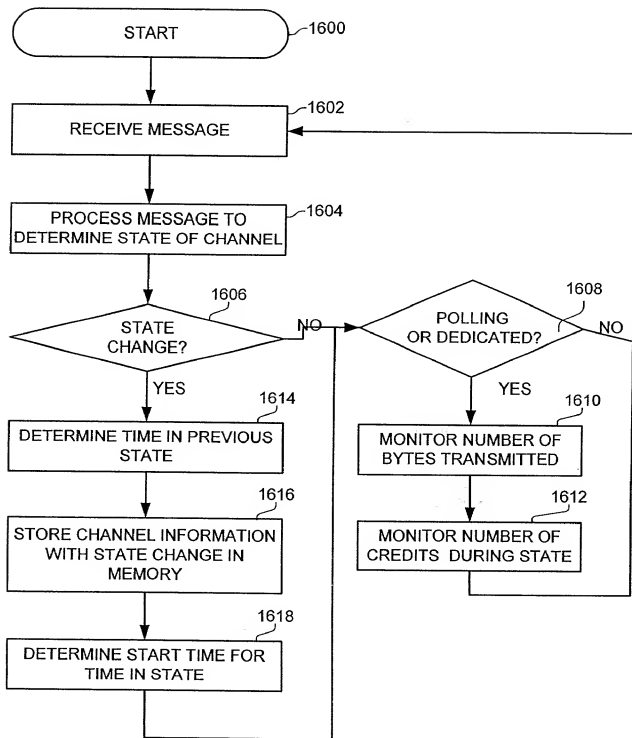 START
1600
1602
RECEIVE MESSAGE
PROCESS MESSAGE TO
DETERMINE STATE OF CHANNEL
1604
1606
STATE
CHANGE?
NO
YES
1608
POLLING
OR DEDICATED?
NO
YES
1614
DETERMINE TIME IN PREVIOUS
STATE
1610
MONITOR NUMBER OF
BYTES TRANSMITTED
1616
STORE CHANNEL INFORMATION
WITH STATE CHANGE IN
MEMORY
1612
MONITOR NUMBER OF
CREDITS DURING STATE
1618
DETERMINE START TIME FOR
TIME IN STATE